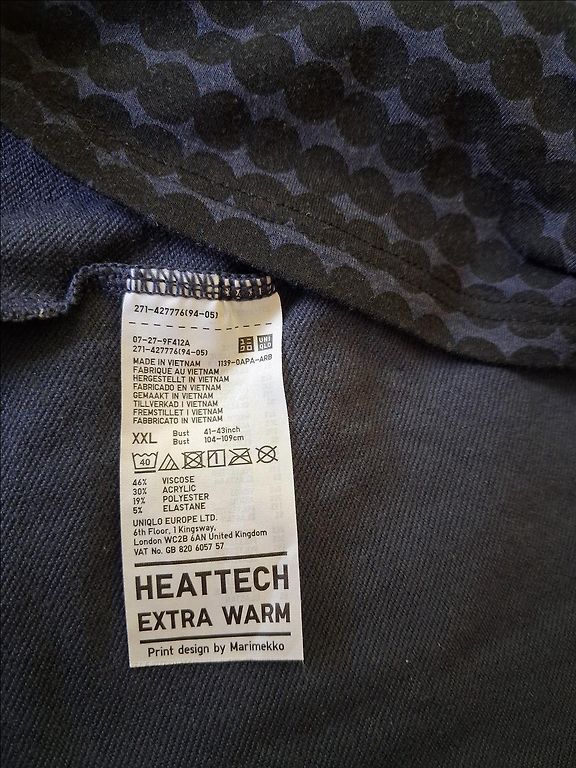 271-427776(94-05)
07-27-9F412A
271-427776(94-05)
UNI
QLO
MADE IN VIETNAM 1139-0APA-ARB
FABRIQUÉ AU VIETNAM
HERGESTELLT IN VIETNAM
FABRICADO EN VIETNAM
GEMAAKT IN VIETNAM
TILLVERKAD I VIETNAM
FREMSTILLET I VIETNAM
FABBRICATO IN VIETNAM
XXL Bust 41-43inch
Bust 104-109cm
40
46% VISCOSE
30% ACRYLIC
19% POLYESTER
5% ELASTANE
UNIQLO EUROPE LTD.
6th Floor, 1 Kingsway,
London WC2B 6AN United Kingdom
VAT No. GB 820 6057 57
HEATTECH
EXTRA WARM
Print design by Marimekko